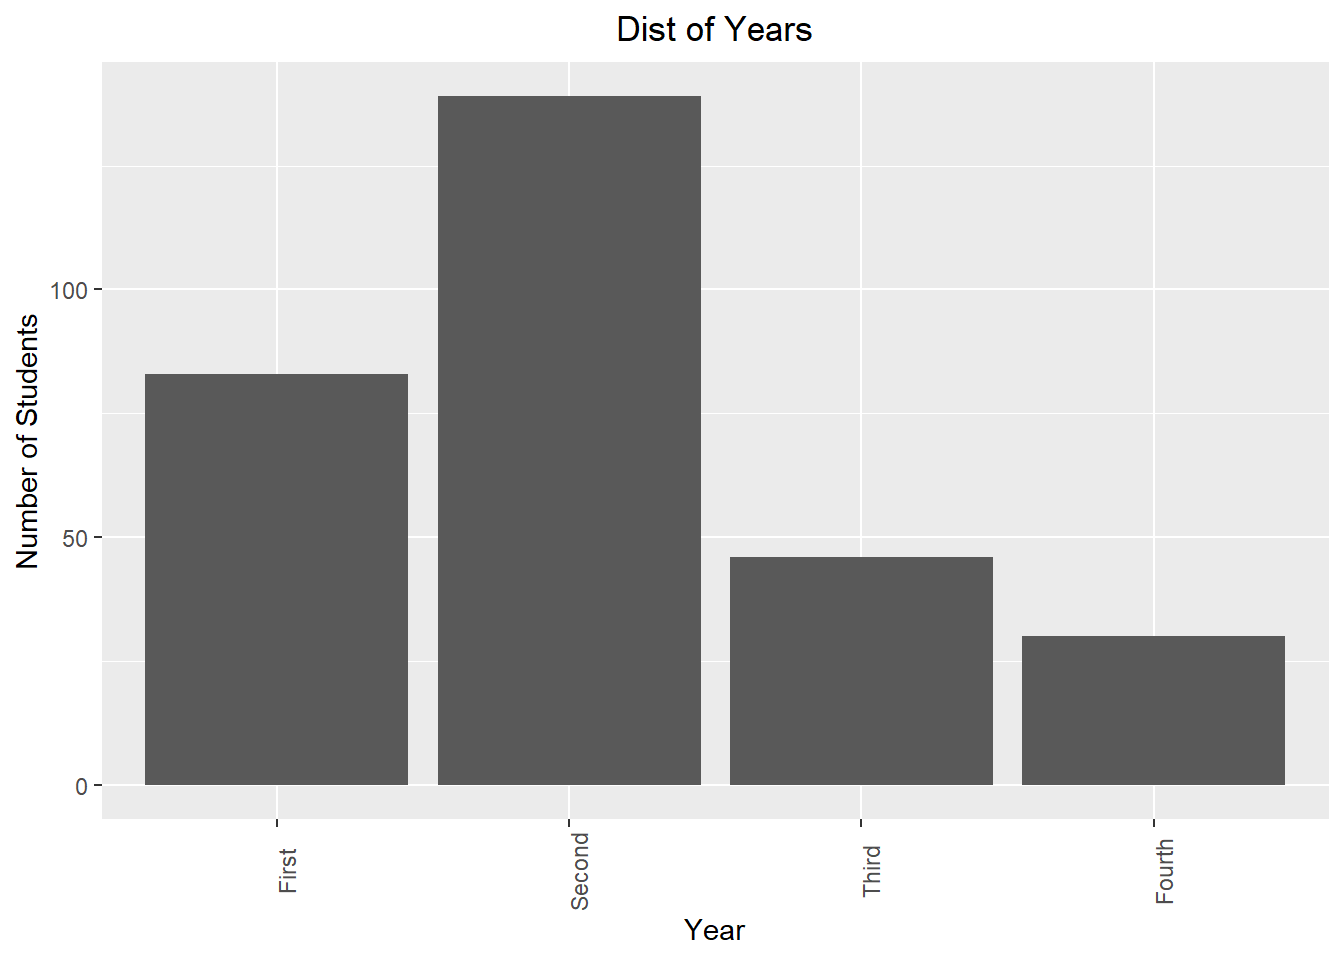 Dist of Years
Number of Students
100
50
0
First
Second
Third
Fourth
Year